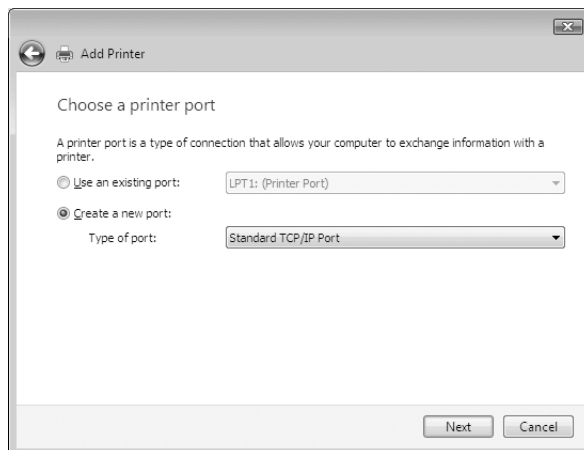 Add Printer
Choose a printer port
A printer port is a type of connection that allows your computer to exchange information with a
printer.
Use an existing port: LPT1: (Printer Port)
Create a new port:
Type of port: Standard TCP/IP Port
Next Cancel